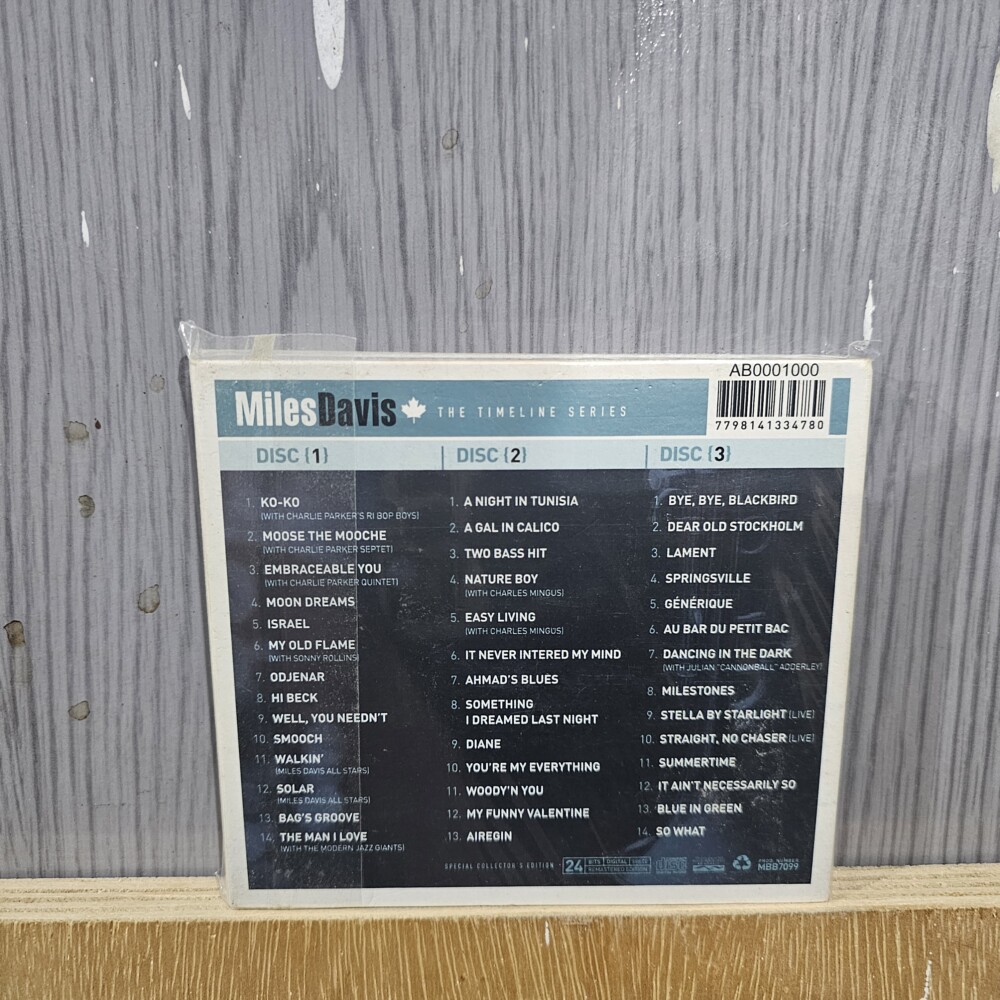 AB0001000
MilesDavis THE TIMELINE SERIES
7798141334780
DISC {1}
1. KO-KO
(WITH CHARLIE PARKER'S RI BOP BOYS)
2. MOOSE THE MOOCHE
(WITH CHARLIE PARKER SEPTET)
3. EMBRACEABLE YOU
(WITH CHARLIE PARKER QUINTET)
4. MOON DREAMS
5. ISRAEL
6. MY OLD FLAME
(WITH SONNY ROLLINS)
7. ODJENAR
8. HI BECK
9. WELL, YOU NEEDN'T
10. SMOOCH
11. WALKIN'
(MILES DAVIS ALL STARS)
12. SOLAR
(MILES DAVIS ALL STARS)
13. BAG'S GROOVE
14. THE MAN I LOVE
(WITH THE MODERN JAZZ GIANTS)
DISC {2}
1. A NIGHT IN TUNISIA
2. A GAL IN CALICO
3. TWO BASS HIT
4. NATURE BOY
(WITH CHARLES MINGUS)
5. EASY LIVING
(WITH CHARLES MINGUS)
6. IT NEVER INTERED MY MIND
7. AHMAD'S BLUES
8. SOMETHING
I DREAMED LAST NIGHT
9. DIANE
10. YOU'RE MY EVERYTHING
11. WOODY'N YOU
12. MY FUNNY VALENTINE
13. AIREGIN
DISC {3}
1. BYE, BYE, BLACKBIRD
2. DEAR OLD STOCKHOLM
3. LAMENT
4. SPRINGSVILLE
5. GÉNÉRIQUE
6. AU BAR DU PETIT BAC
7. DANCING IN THE DARK
(WITH JULIAN "CANNONBALL" ADDERLEY)
8. MILESTONES
9. STELLA BY STARLIGHT (LIVE)
10. STRAIGHT, NO CHASER (LIVE)
11. SUMMERTIME
12. IT AIN'T NECESSARILY SO
13. BLUE IN GREEN
14. SO WHAT
SPECIAL COLLECTOR'S EDITION
24 BITS DIGITAL
REMASTERED EDITION
PROD. NUMBER
MBB7099